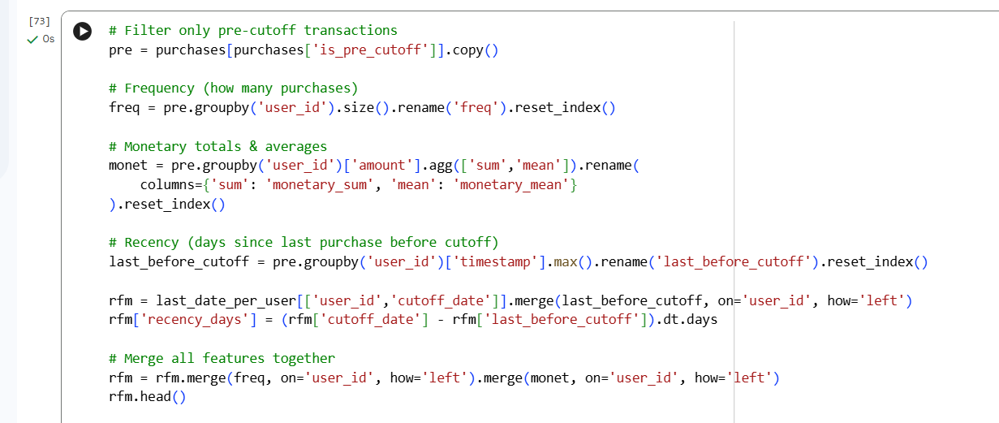 [73]
0s
# Filter only pre-cutoff transactions
pre = purchases[purchases['is_pre_cutoff']].copy()
# Frequency (how many purchases)
freq = pre.groupby('user_id').size().rename('freq').reset_index()
# Monetary totals & averages
monet = pre.groupby('user_id')['amount'].agg(['sum','mean']).rename(
    columns={'sum': 'monetary_sum', 'mean': 'monetary_mean'}
).reset_index()
# Recency (days since last purchase before cutoff)
last_before_cutoff = pre.groupby('user_id')['timestamp'].max().rename('last_before_cutoff').reset_index()
rfm = last_date_per_user[['user_id','cutoff_date']].merge(last_before_cutoff, on='user_id', how='left')
rfm['recency_days'] = (rfm['cutoff_date'] - rfm['last_before_cutoff']).dt.days
# Merge all features together
rfm = rfm.merge(freq, on='user_id', how='left').merge(monet, on='user_id', how='left')
rfm.head()